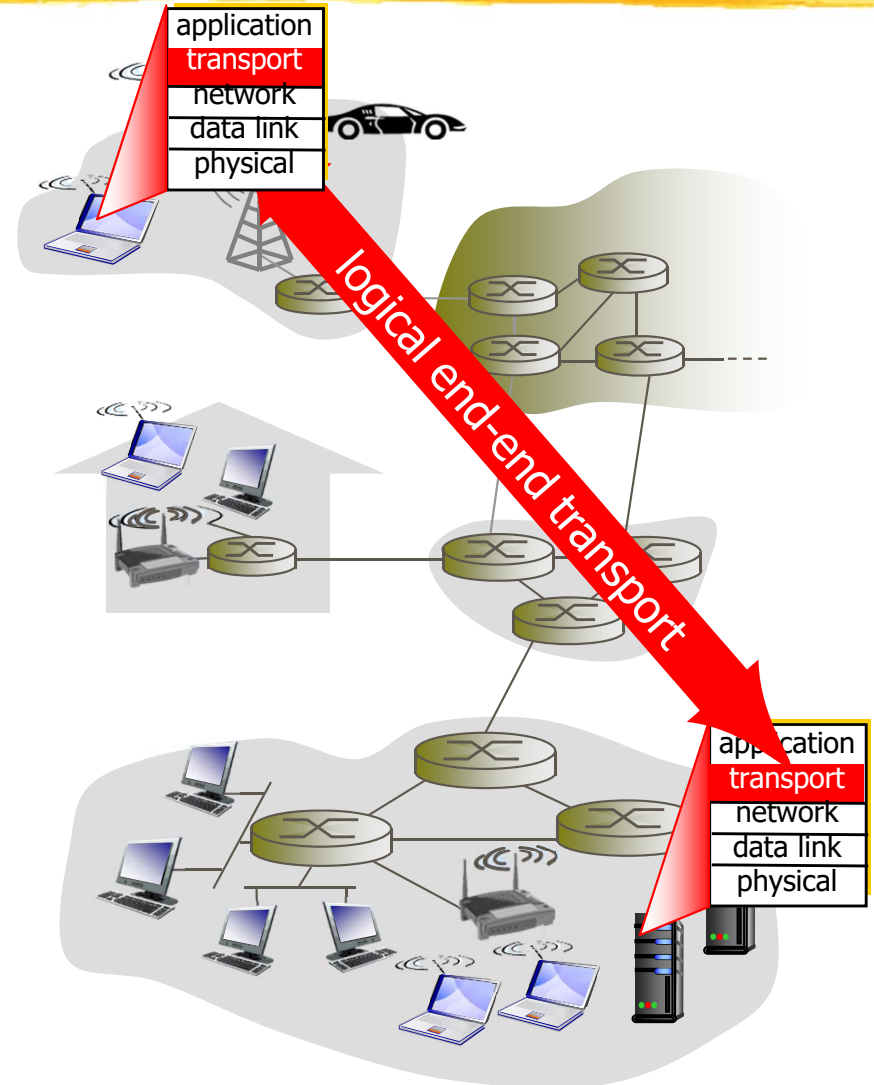 application
transport
network
data link
physical
logical end-end transport
application
transport
network
data link
physical